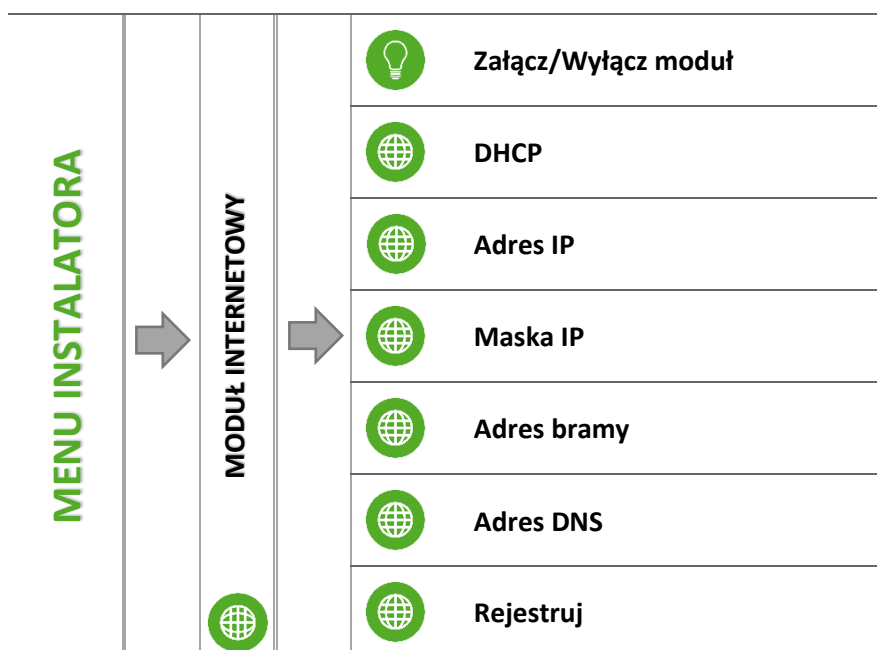 MENU INSTALATORA
MODUŁ INTERNETOWY
Załącz/Wyłącz moduł
DHCP
Adres IP
Maska IP
Adres bramy
Adres DNS
Rejestruj